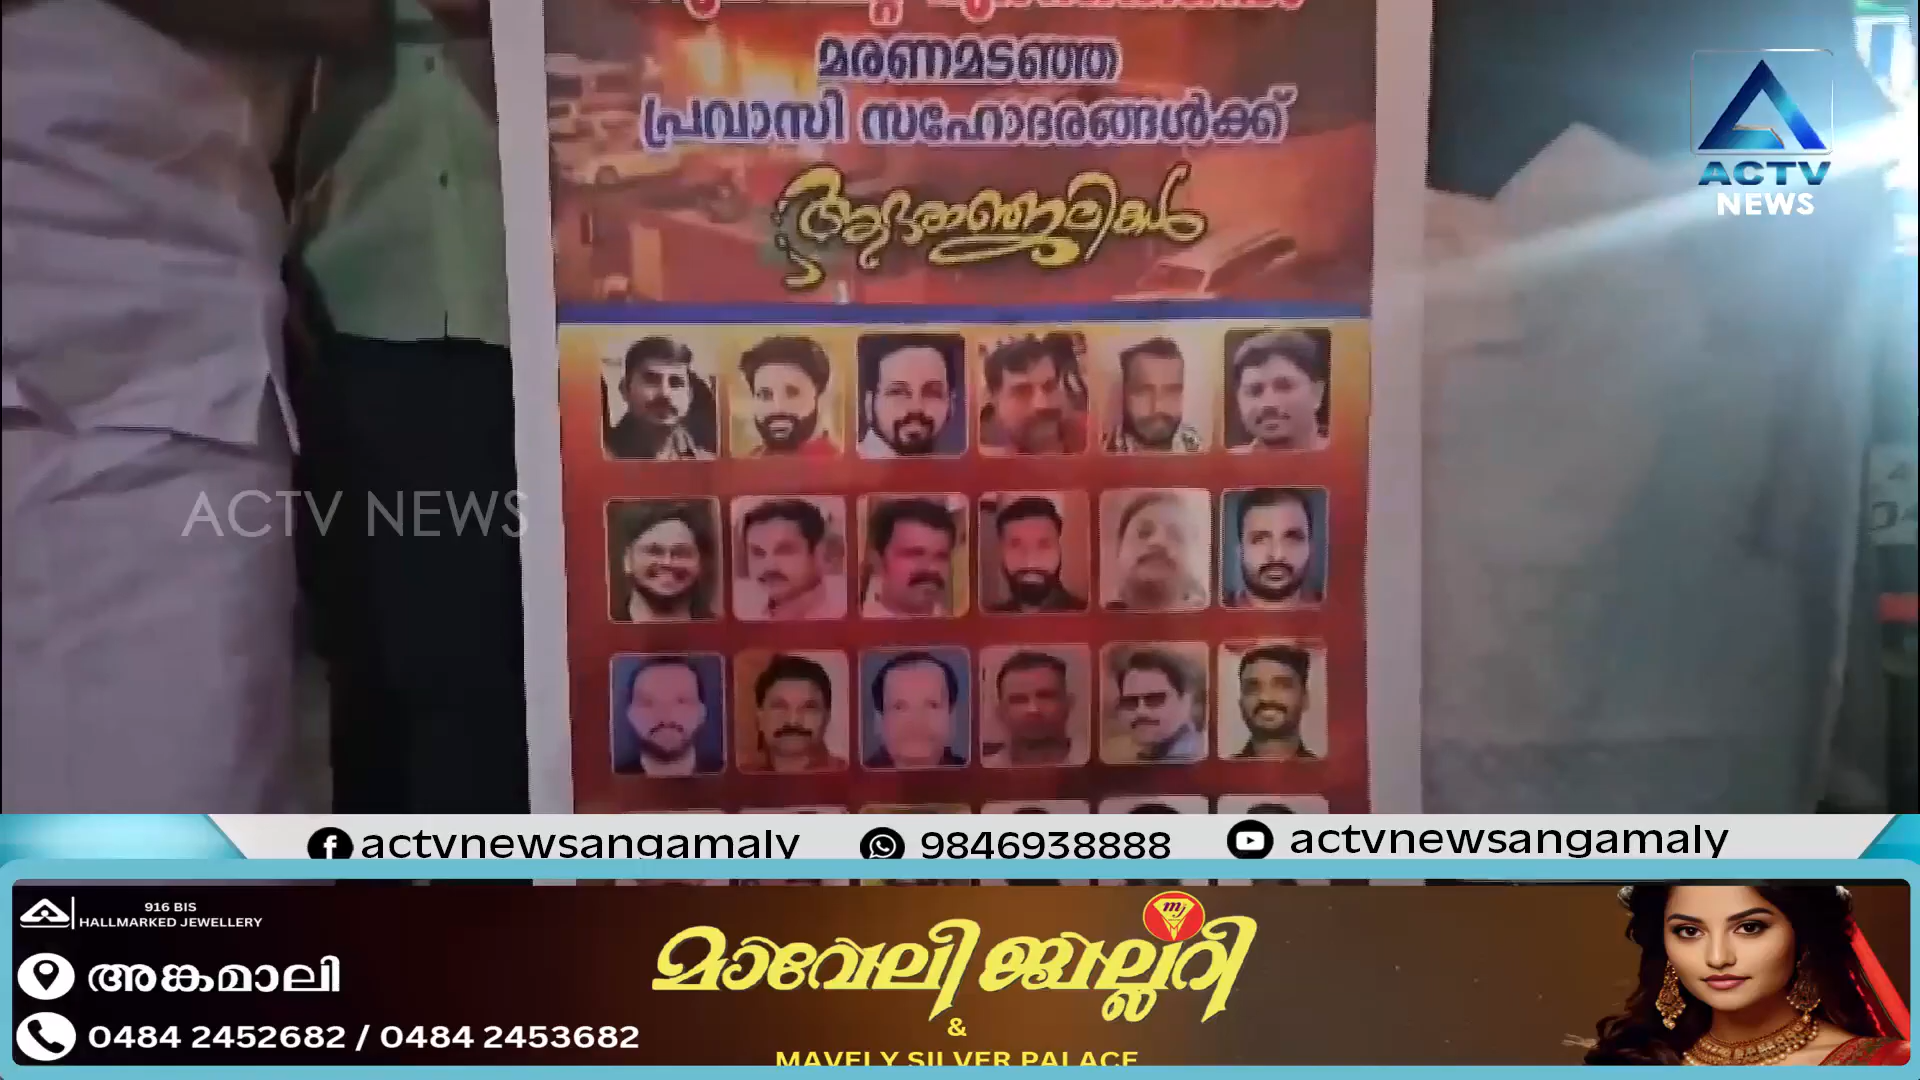 മരണമടഞ്ഞ
പ്രവാസി സഹോദരങ്ങൾക്ക്
ആദരാഞ്ജലികൾ
ACTV
NEWS
ACTV NEWS
actvnewsangamaly
9846938888
actvnewsangamaly
916 BIS
HALLMARKED JEWELLERY
അങ്കമാലി
0484 2452682 / 0484 2453682
mj
മാവേലി ജ്വല്ലറി
&
MAVELY SILVER PALACE